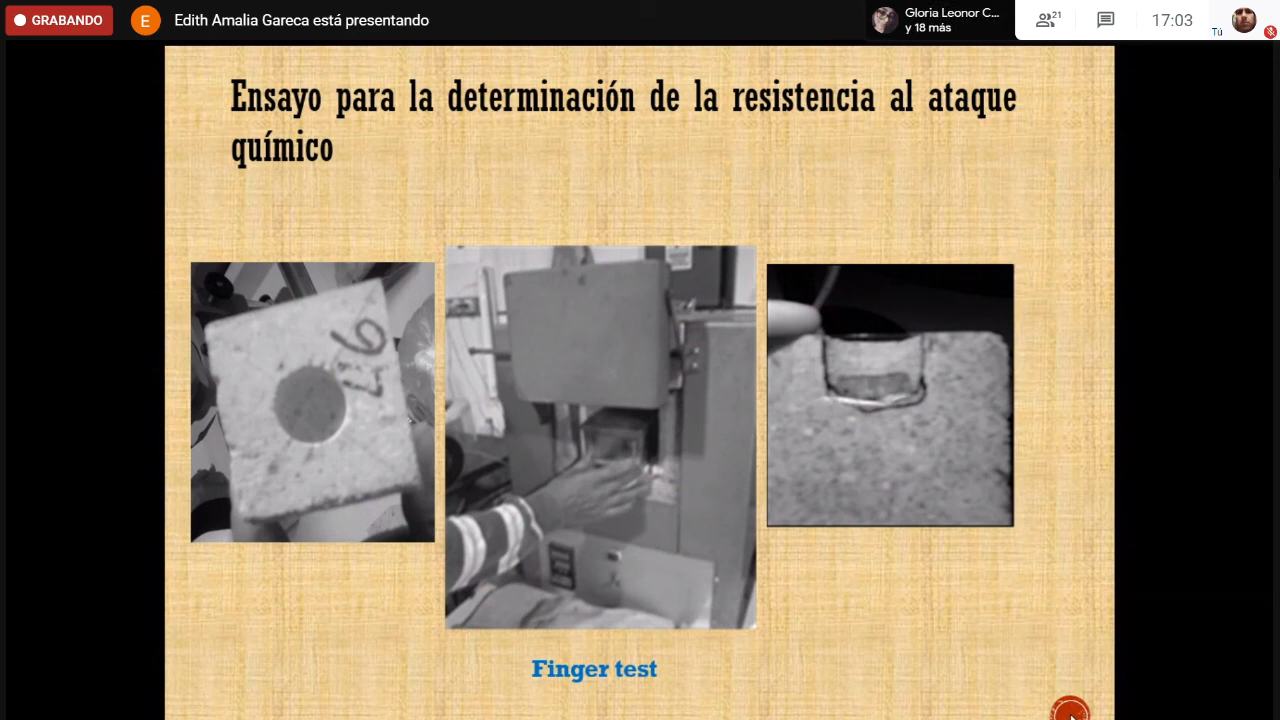 GRABANDO
E
Edith Amalia Gareca está presentando
Gloria Leonor C...
y 18 más
21
17:03
Tú
Ensayo para la determinación de la resistencia al ataque
químico
Finger test